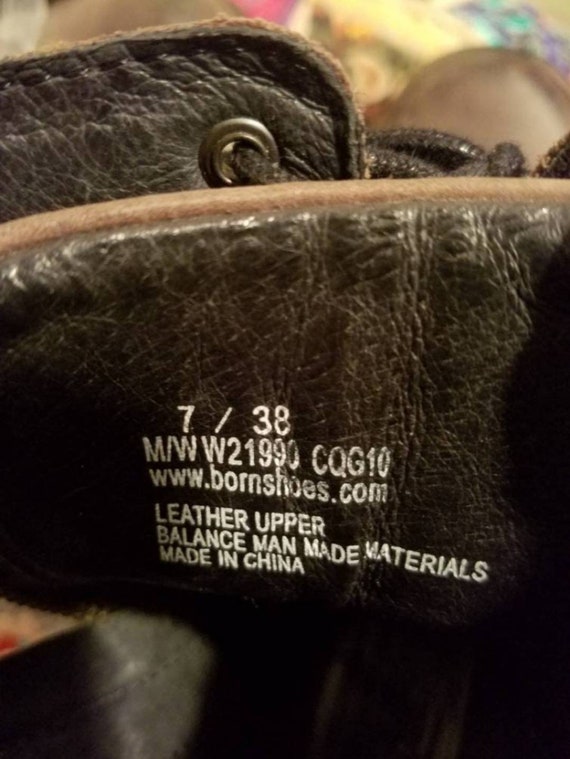 7 / 38
M/W W21990 CQG10
www.bornshoes.com
LEATHER UPPER
BALANCE MAN MADE MATERIALS
MADE IN CHINA